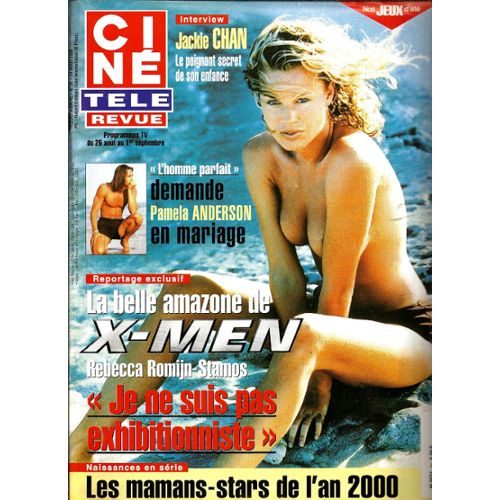 Interview
Nos JEUX d'été
CI
NÉ
TELE
REVUE
Jackie CHAN
Le poignant secret
de son enfance
Programmes TV
du 26 août au 1er septembre
« L'homme parfait »
demande
Pamela ANDERSON
en mariage
Reportage exclusif
La belle amazone de
X-MEN
Rebecca Romijn-Stamos
« Je ne suis pas
exhibitionniste »
Naissances en série
Les mamans-stars de l'an 2000